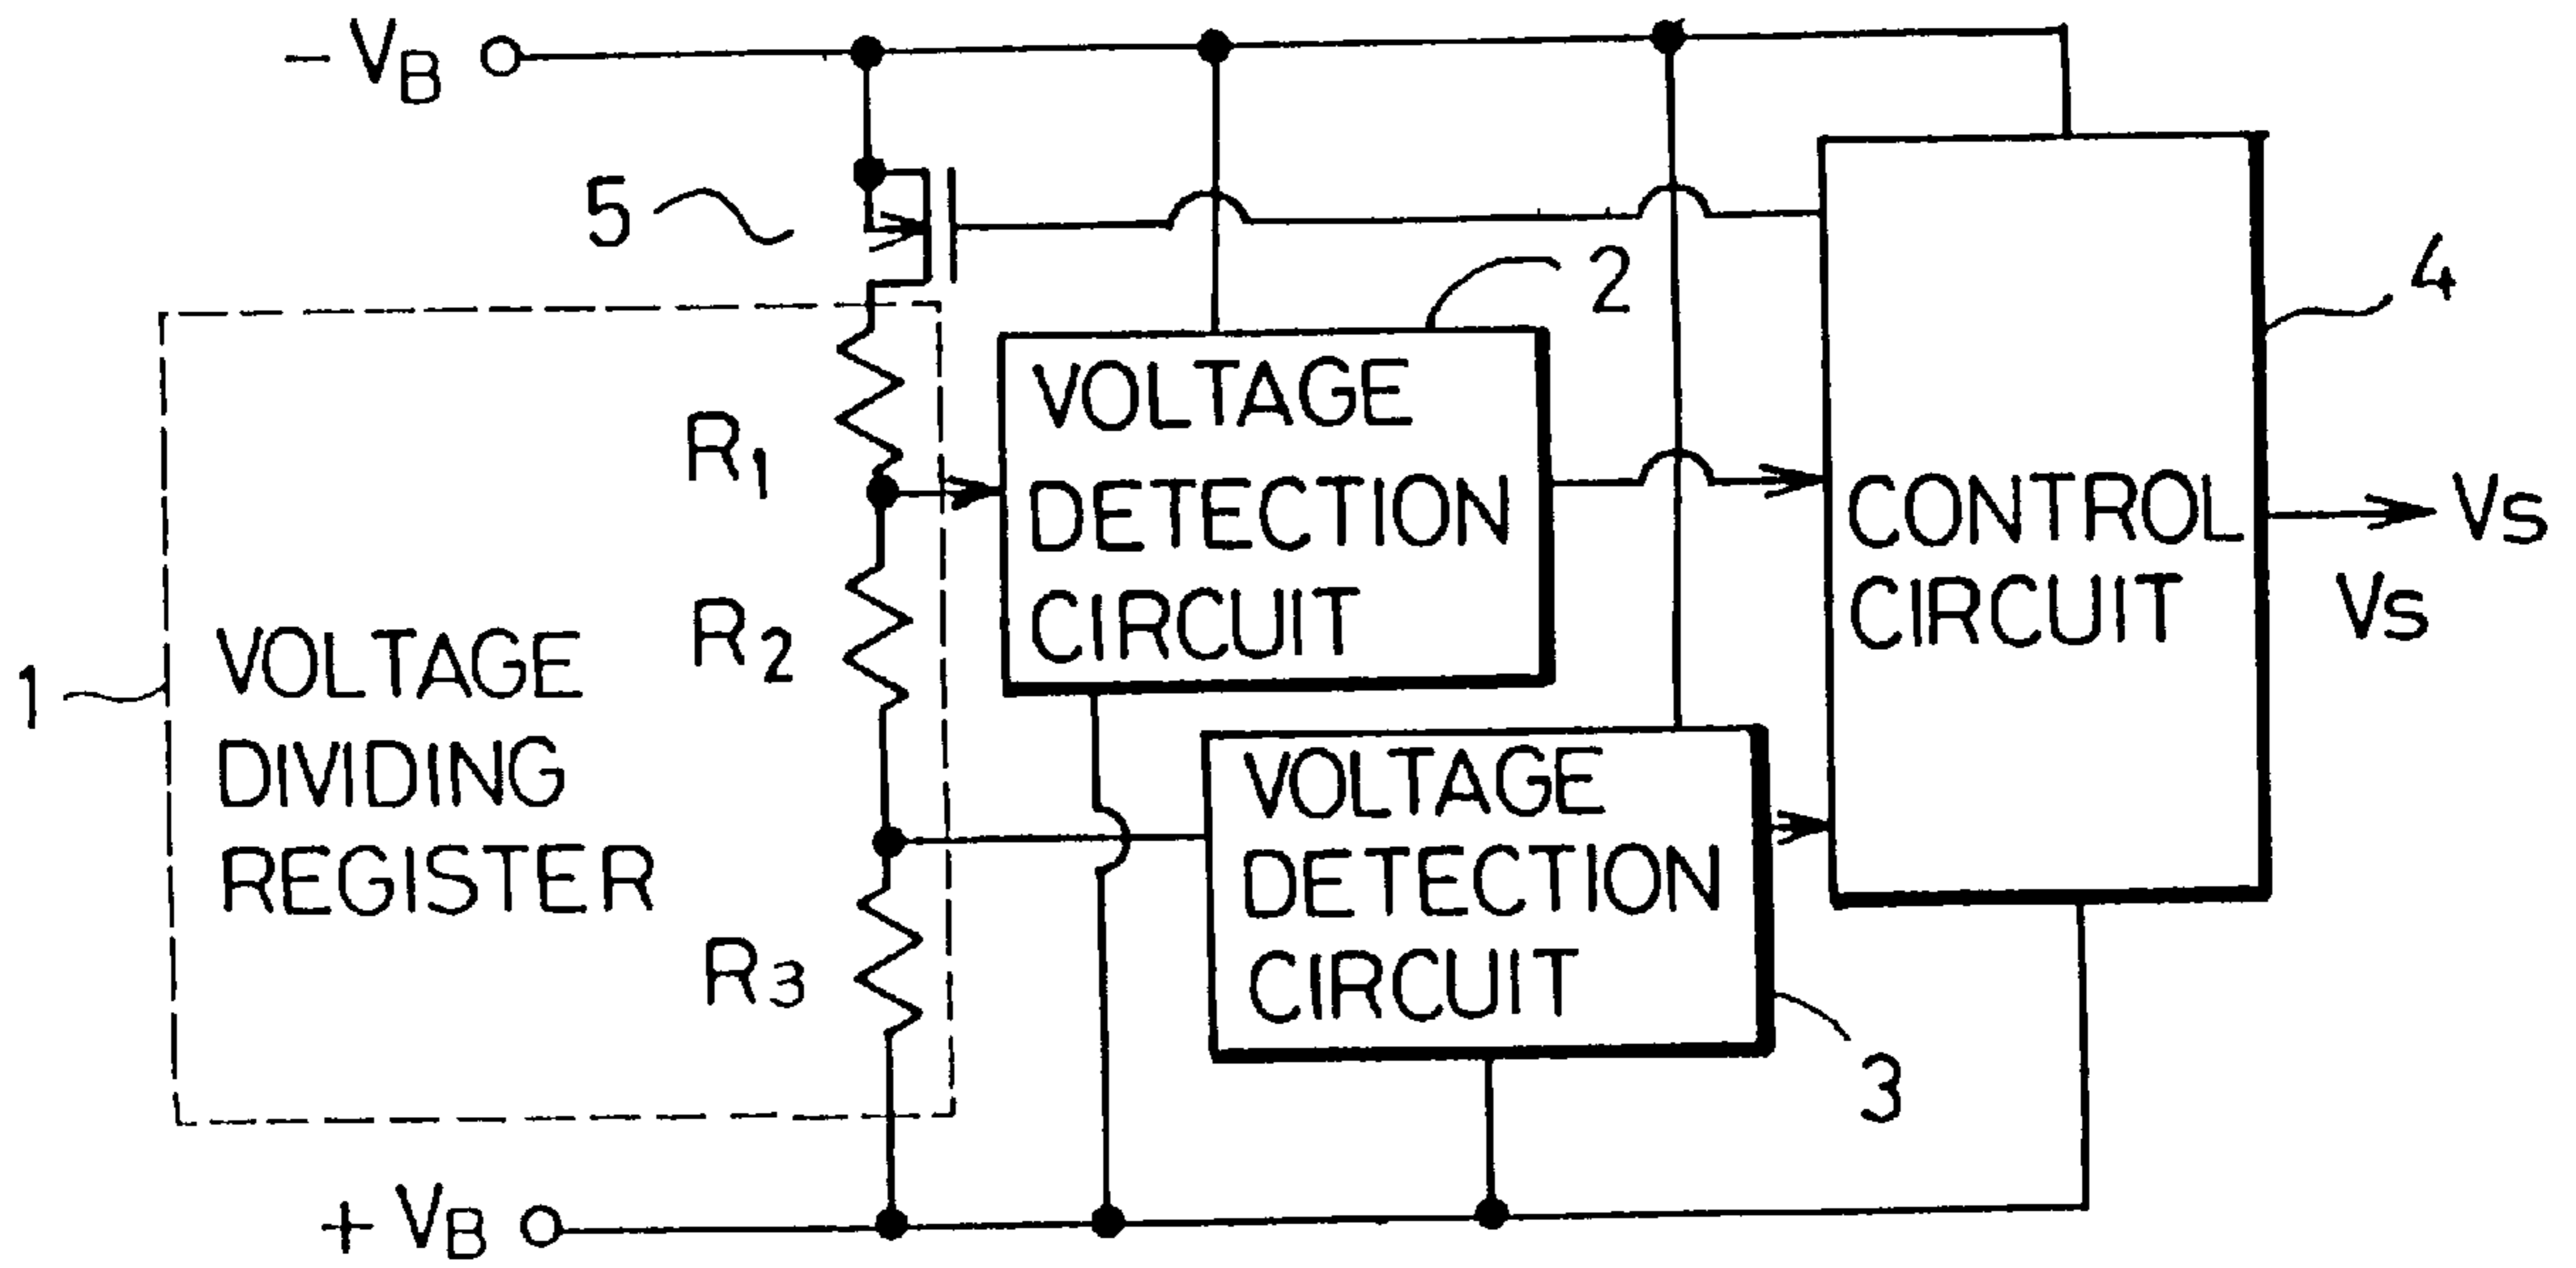 - VB
5
2
4
VOLTAGE
DETECTION
CIRCUIT
R1
CONTROL
CIRCUIT
VS
VS
R2
1
VOLTAGE
DIVIDING
REGISTER
VOLTAGE
DETECTION
CIRCUIT
R3
3
+ VB